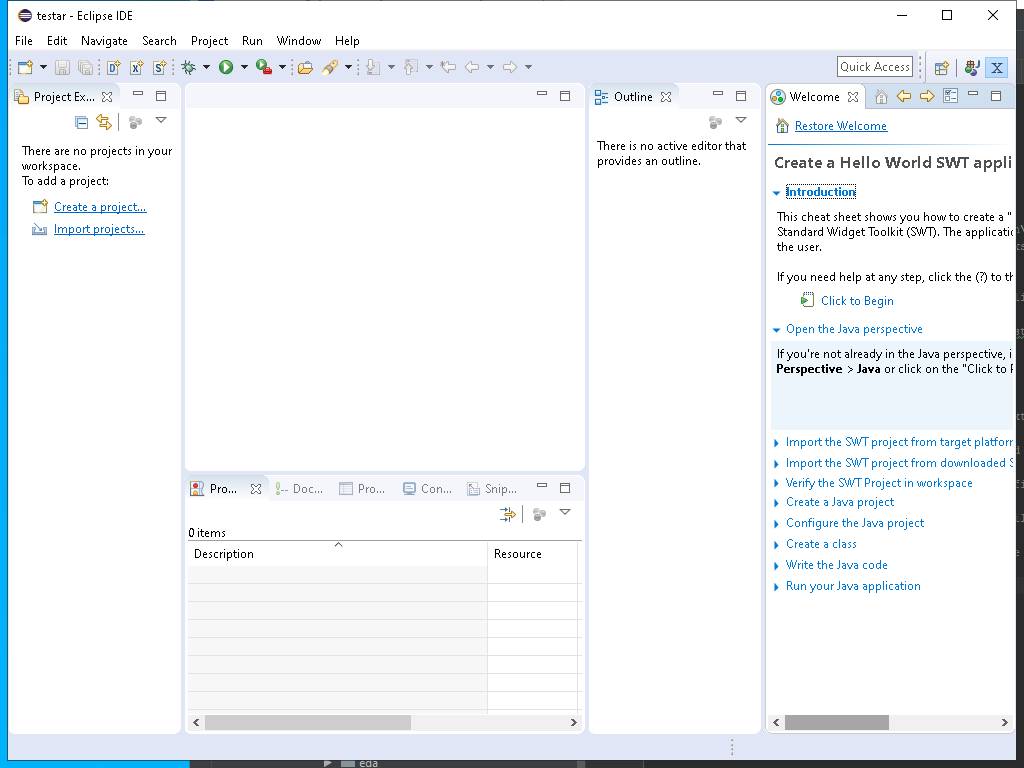 testar - Eclipse IDE
File Edit Navigate Search Project Run Window Help
Quick Access
Project Ex...
There are no projects in your
workspace.
To add a project:
Create a project...
Import projects...
Outline
There is no active editor that
provides an outline.
Welcome
Restore Welcome
Create a Hello World SWT appli
Introduction
This cheat sheet shows you how to create a "
Standard Widget Toolkit (SWT). The applicati
the user.
If you need help at any step, click the (?) to th
Click to Begin
Open the Java perspective
If you're not already in the Java perspective, i
Perspective > Java or click on the "Click to P
Import the SWT project from target platforr
Import the SWT project from downloaded S
Verify the SWT Project in workspace
Create a Java project
Configure the Java project
Create a class
Write the Java code
Run your Java application
Pro... Doc... Pro... Con... Snip...
0 items
Description Resource
eda